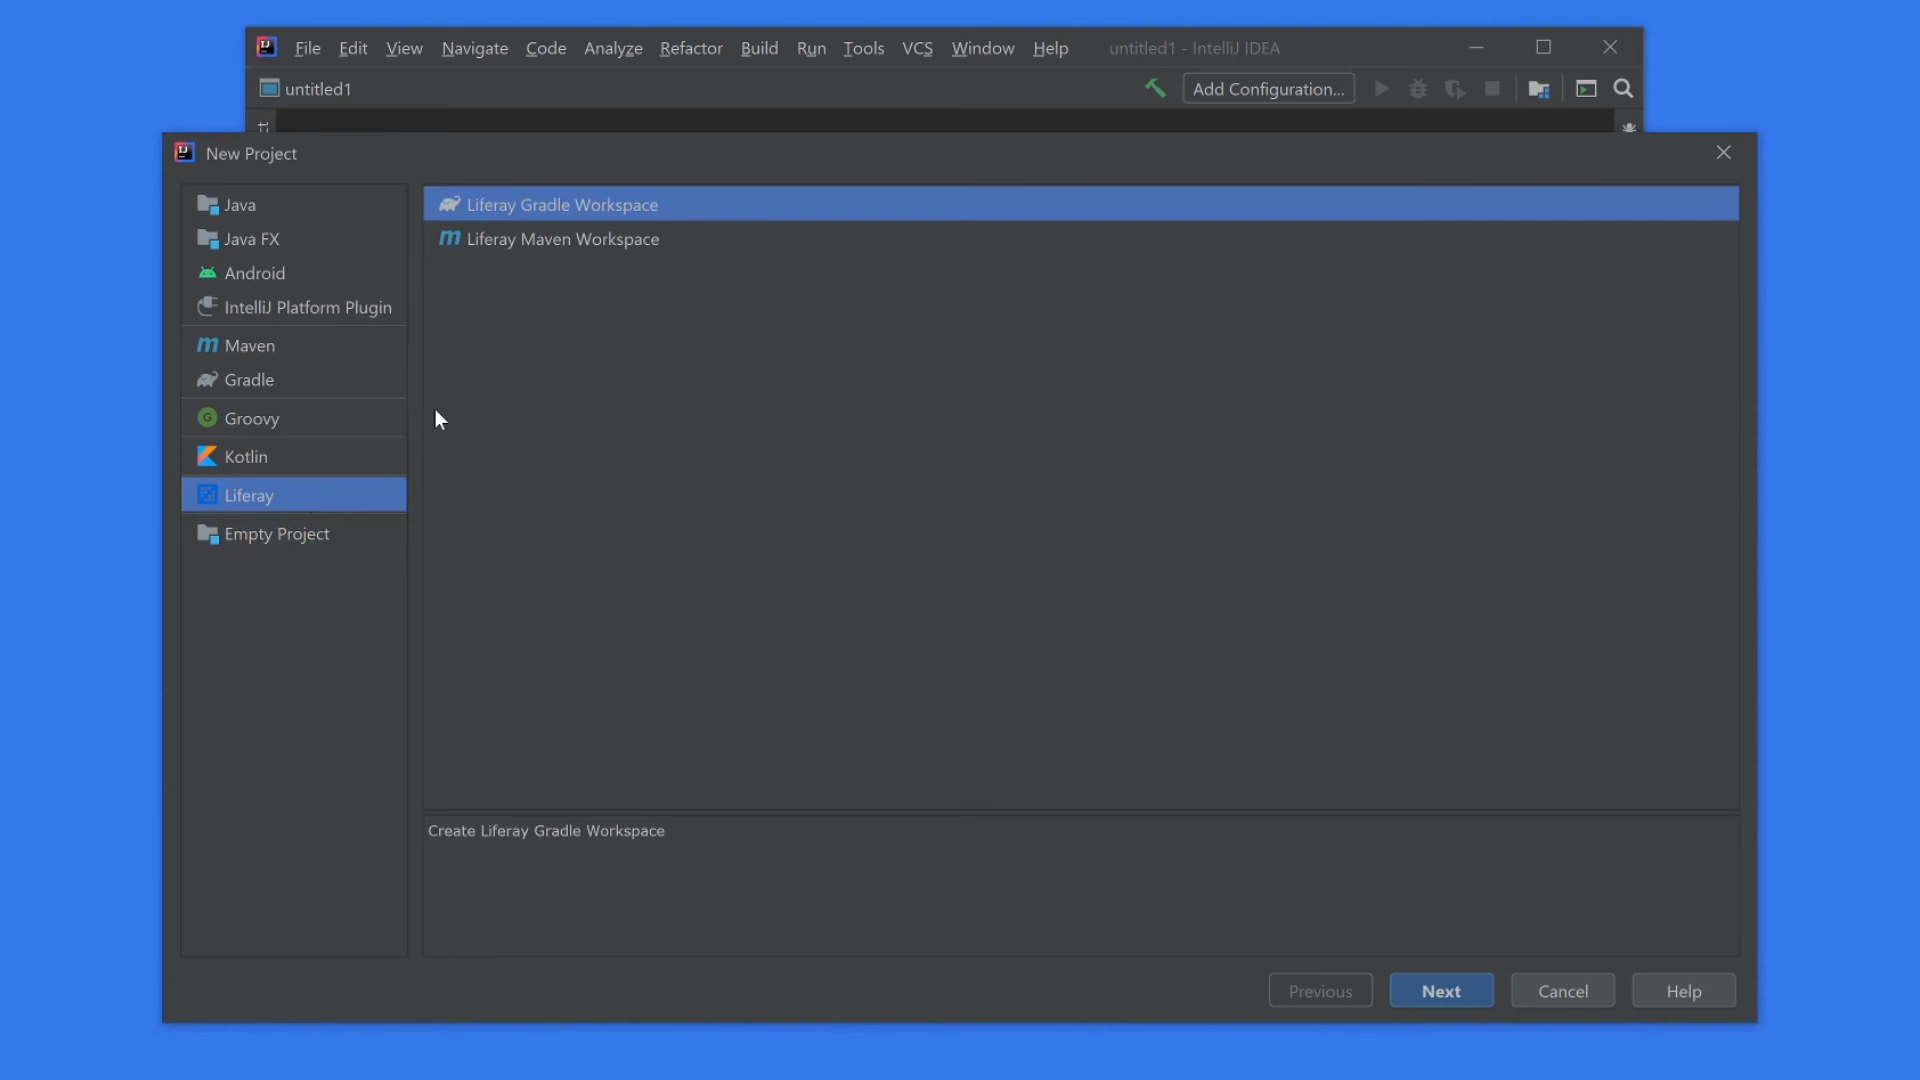 File Edit View Navigate Code Analyze Refactor Build Run Tools VCS Window Help untitled1 - IntelliJ IDEA
untitled1 Add Configuration...
New Project
Java
Java FX
Android
IntelliJ Platform Plugin
Maven
Gradle
Groovy
Kotlin
Liferay
Empty Project
Liferay Gradle Workspace
Liferay Maven Workspace
Create Liferay Gradle Workspace
Previous Next Cancel Help